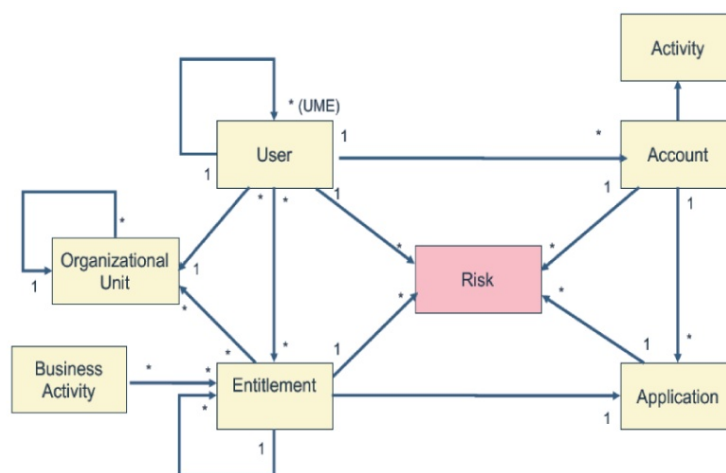 Activity
* (UME)
User
1
*
Account
1
*
*
1
1
1
*
Organizational
Unit
1
1
*
*
Risk
*
*
*
*
*
1
1
*
Business
Activity
*
*
*
Entitlement
Application
1
1